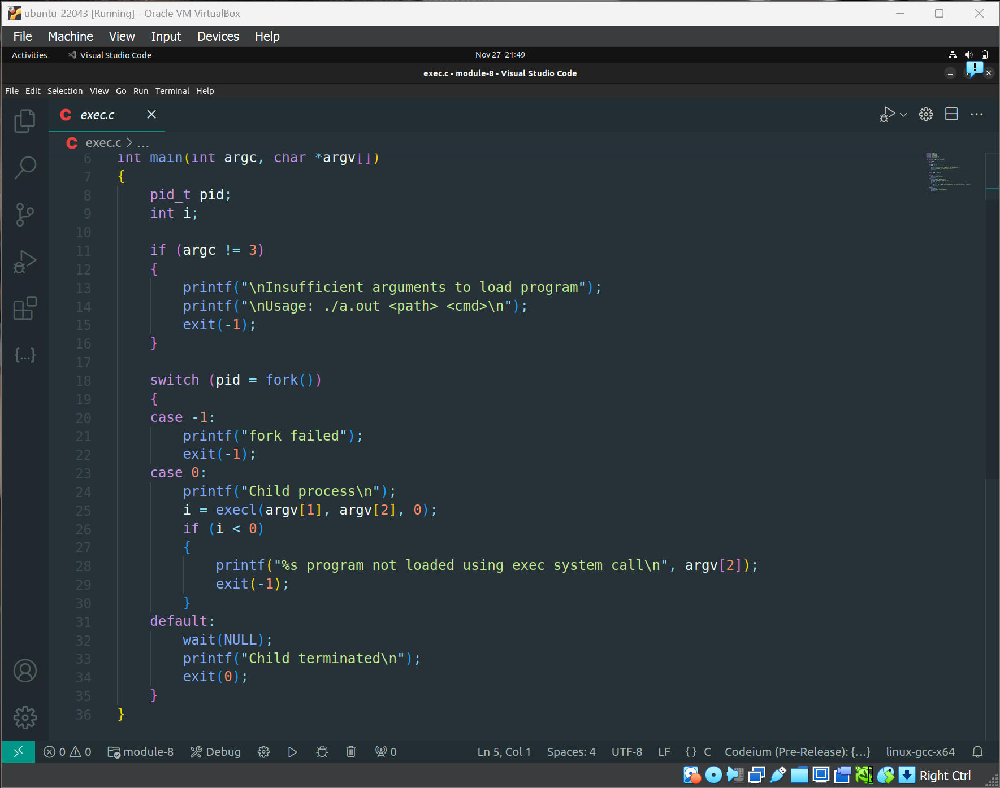 ubuntu-22043 [Running] - Oracle VM VirtualBox
File Machine View Input Devices Help
Activities Visual Studio Code Nov 27 21:49
exec.c - module-8 - Visual Studio Code
File Edit Selection View Go Run Terminal Help
C exec.c
C exec.c > ...
6 int main(int argc, char *argv[])
7 {
8     pid_t pid;
9     int i;
10
11     if (argc != 3)
12     {
13         printf("\nInsufficient arguments to load program");
14         printf("\nUsage: ./a.out <path> <cmd>\n");
15         exit(-1);
16     }
17
18     switch (pid = fork())
19     {
20     case -1:
21         printf("fork failed");
22         exit(-1);
23     case 0:
24         printf("Child process\n");
25         i = execl(argv[1], argv[2], 0);
26         if (i < 0)
27         {
28             printf("%s program not loaded using exec system call\n", argv[2]);
29             exit(-1);
30         }
31     default:
32         wait(NULL);
33         printf("Child terminated\n");
34         exit(0);
35     }
36 }
0 0 module-8 Debug 0 Ln 5, Col 1 Spaces: 4 UTF-8 LF {} C Codeium (Pre-Release): {...} linux-gcc-x64
Right Ctrl